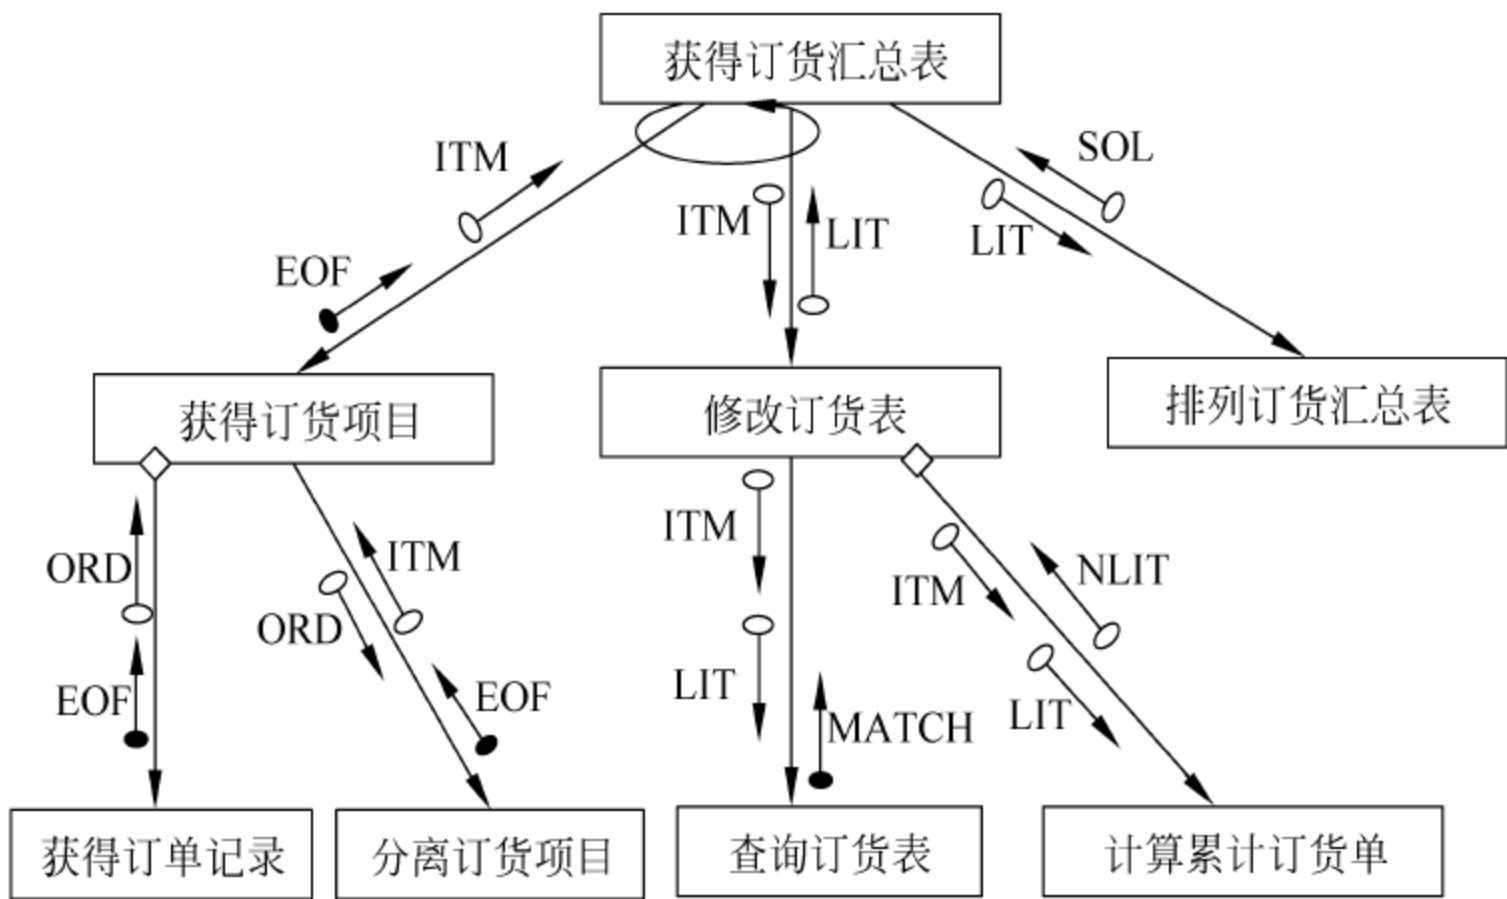 获得订货汇总表
ITM
SOL
ITM
LIT
LIT
EOF
获得订货项目
修改订货表
排列订货汇总表
ORD
ITM
ITM
NLIT
ITM
ORD
EOF
EOF
LIT
MATCH
LIT
获得订单记录
分离订货项目
查询订货表
计算累计订货单